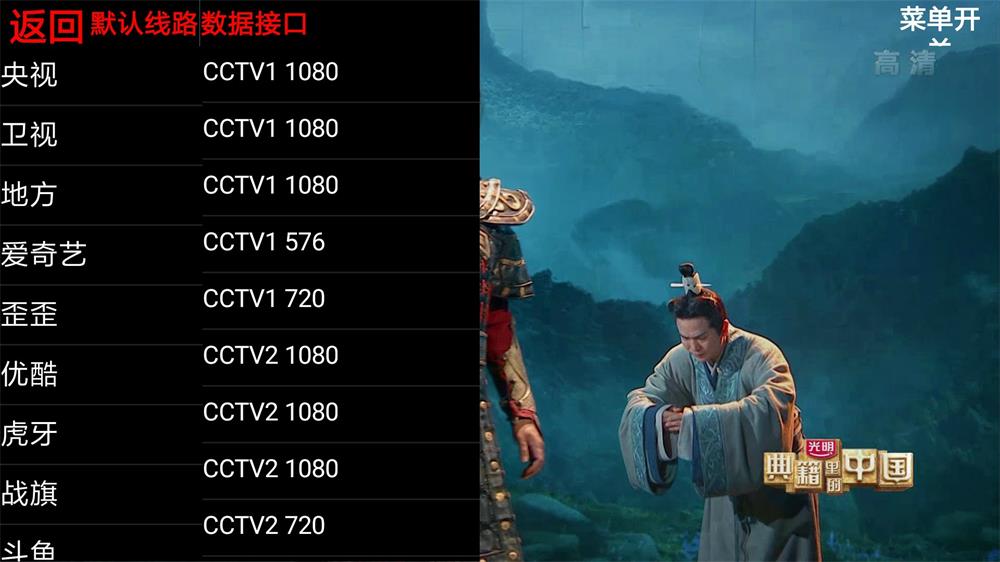 返回 默认线路 数据接口
央视
卫视
地方
爱奇艺
歪歪
优酷
虎牙
战旗
斗鱼
CCTV1 1080
CCTV1 1080
CCTV1 1080
CCTV1 576
CCTV1 720
CCTV2 1080
CCTV2 1080
CCTV2 1080
CCTV2 720
菜单开
高清
光明
典籍里的中国